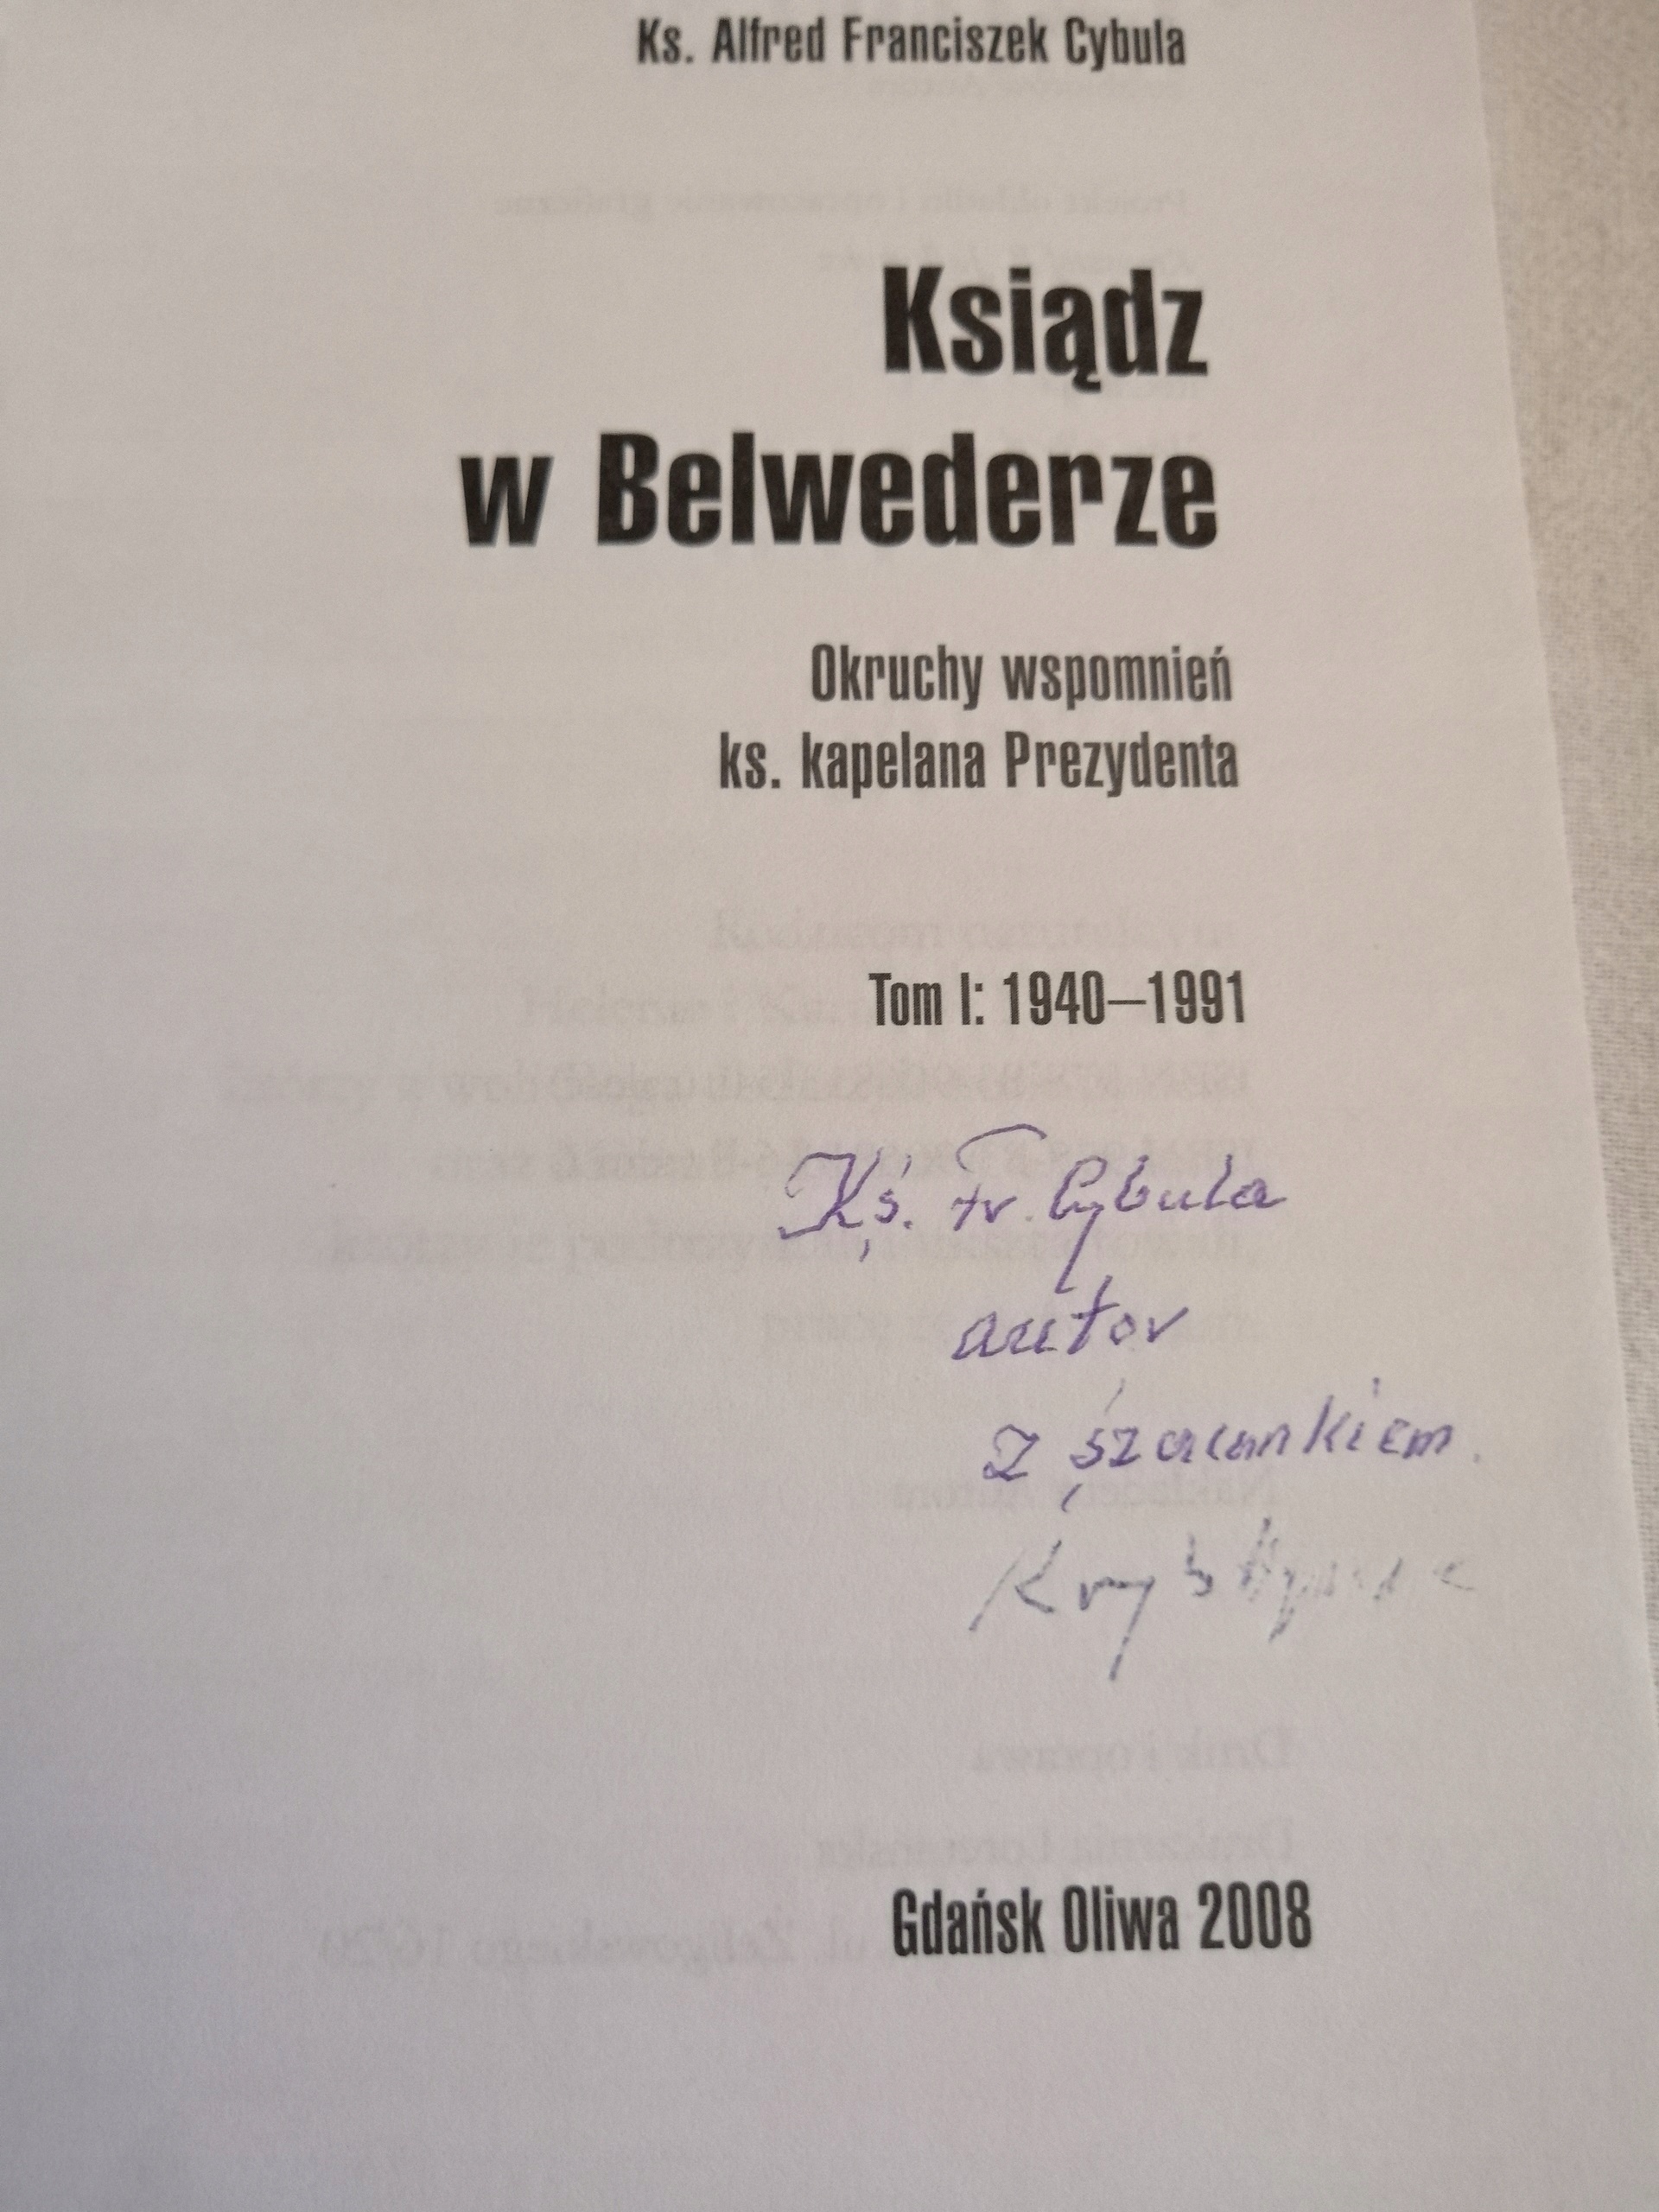 Ks. Alfred Franciszek Cybula
Ksiądz
w Belwederze
Okruchy wspomnień
ks. kapelana Prezydenta
Tom I: 1940–1991
Ks. Fr. Cybula
autor
z szacunkiem.
Gdańsk Oliwa 2008